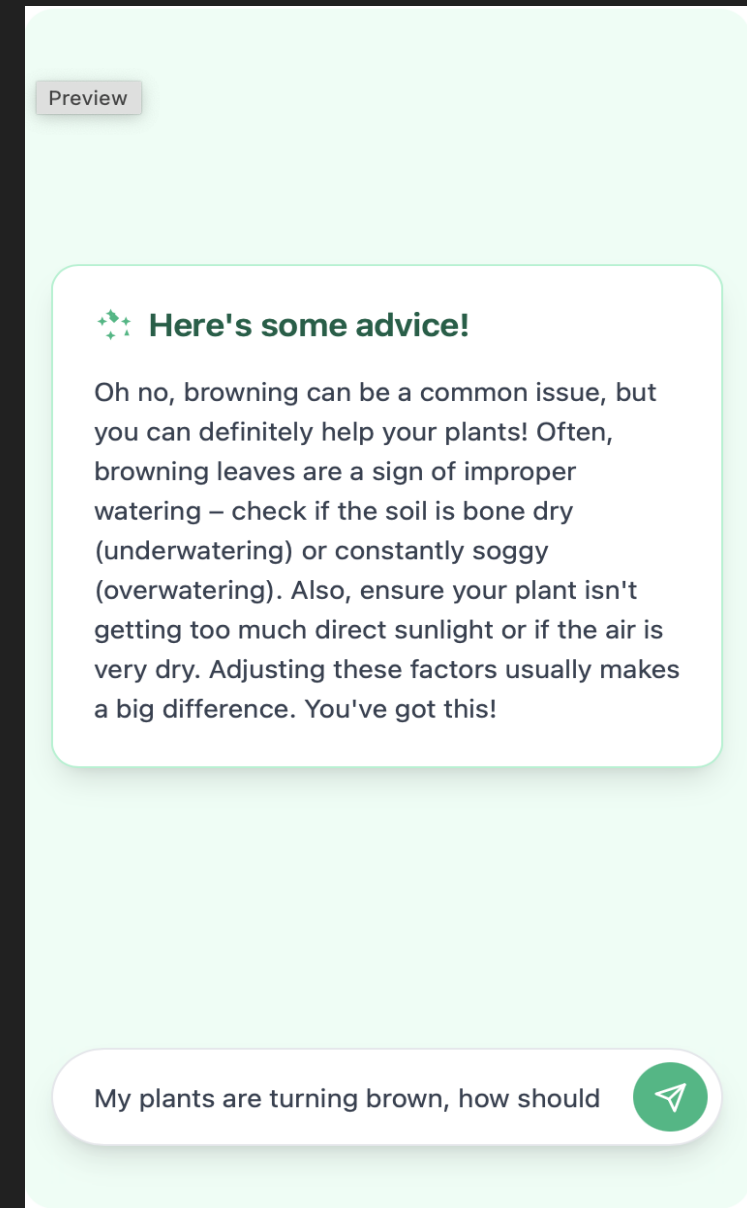 Preview
Here's some advice!
Oh no, browning can be a common issue, but
you can definitely help your plants! Often,
browning leaves are a sign of improper
watering – check if the soil is bone dry
(underwatering) or constantly soggy
(overwatering). Also, ensure your plant isn't
getting too much direct sunlight or if the air is
very dry. Adjusting these factors usually makes
a big difference. You've got this!
My plants are turning brown, how should